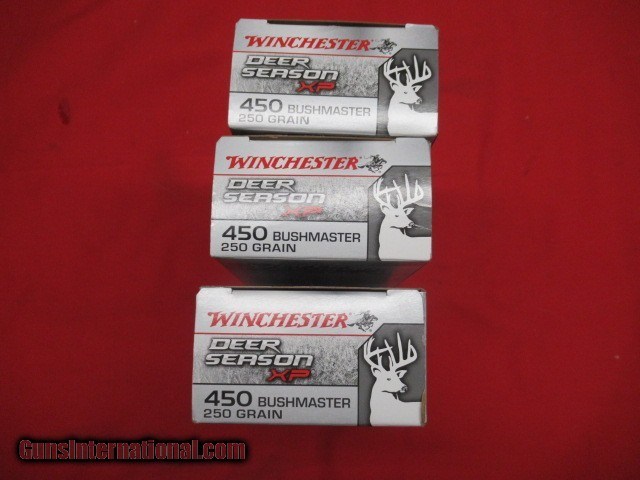 WINCHESTER
DEER
SEASON
XP
450 BUSHMASTER
250 GRAIN
WINCHESTER
DEER
SEASON
XP
450 BUSHMASTER
250 GRAIN
WINCHESTER
DEER
SEASON
XP
450 BUSHMASTER
250 GRAIN
GunsInternational.com